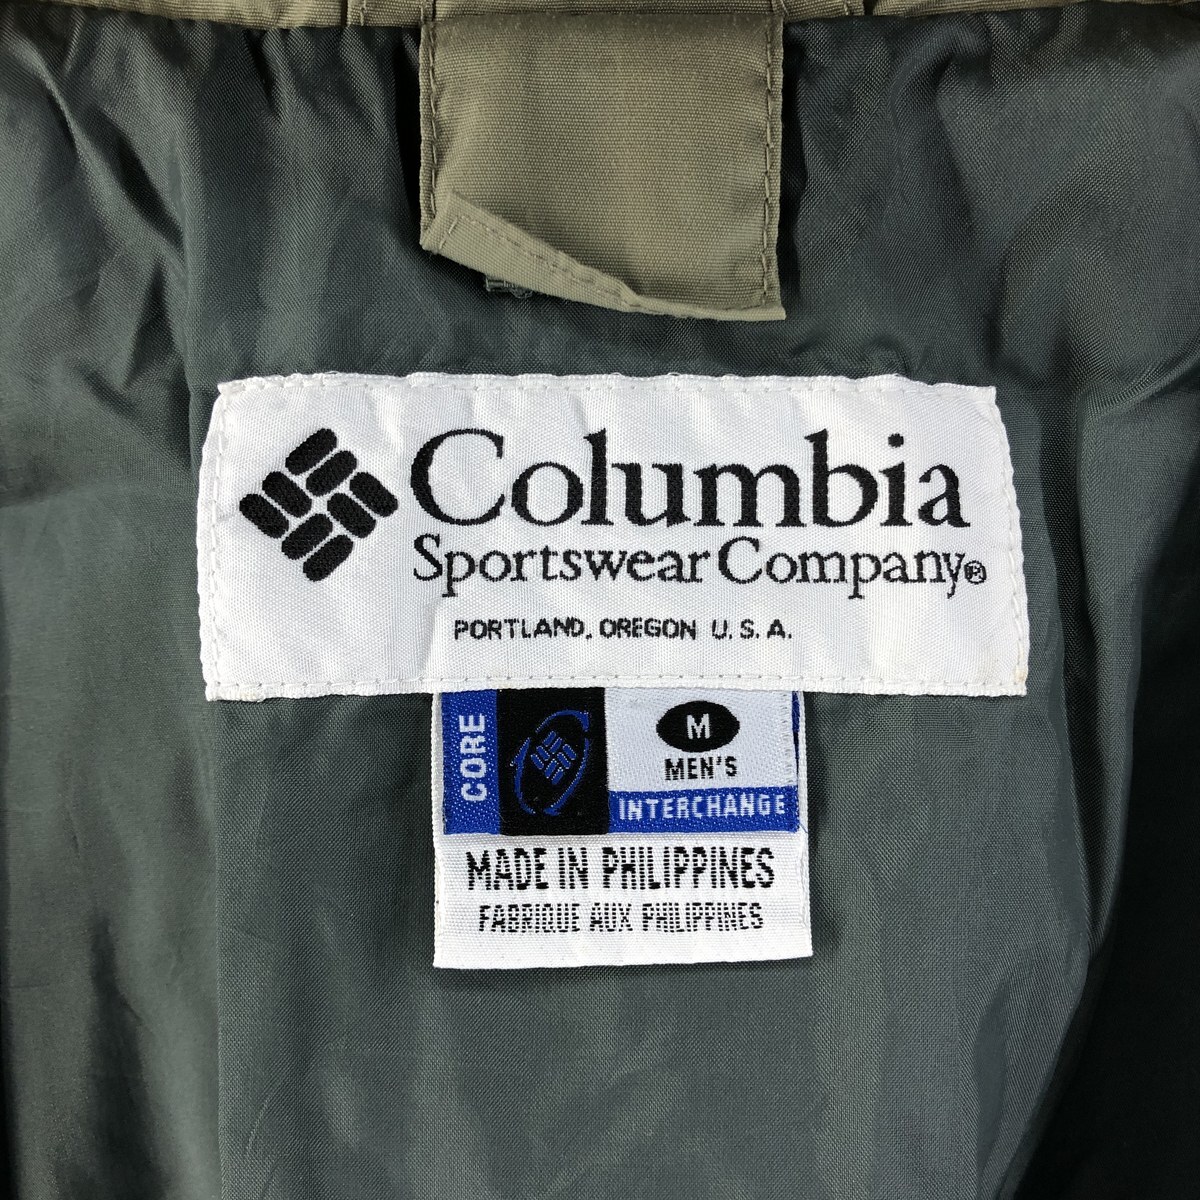 Columbia
Sportswear Company®
PORTLAND, OREGON U.S.A.
CORE
M
MEN'S
INTERCHANGE
MADE IN PHILIPPINES
FABRIQUE AUX PHILIPPINES